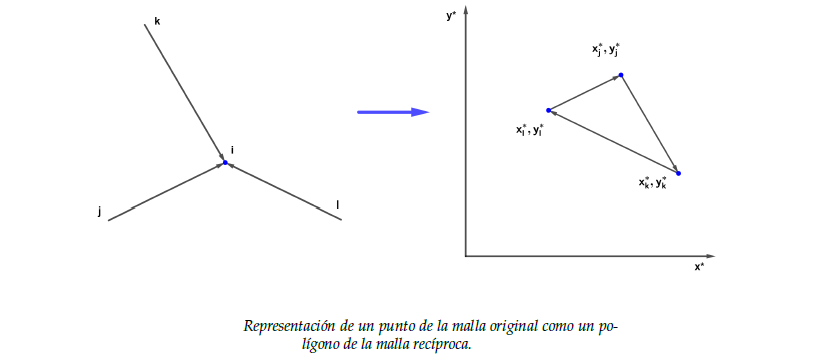 k
i
j
l
y*
x*j, y*j
x*l, y*l
x*k, y*k
x*
Representación de un punto de la malla original como un po-
lígono de la malla recíproca.